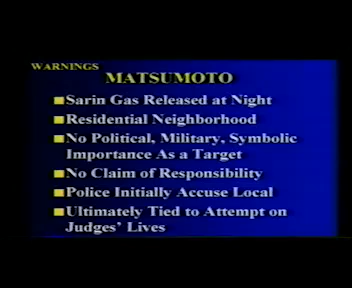 WARNINGS
MATSUMOTO
Sarin Gas Released at Night
Residential Neighborhood
No Political, Military, Symbolic
Importance As a Target
No Claim of Responsibility
Police Initially Accuse Local
Ultimately Tied to Attempt on
Judges' Lives